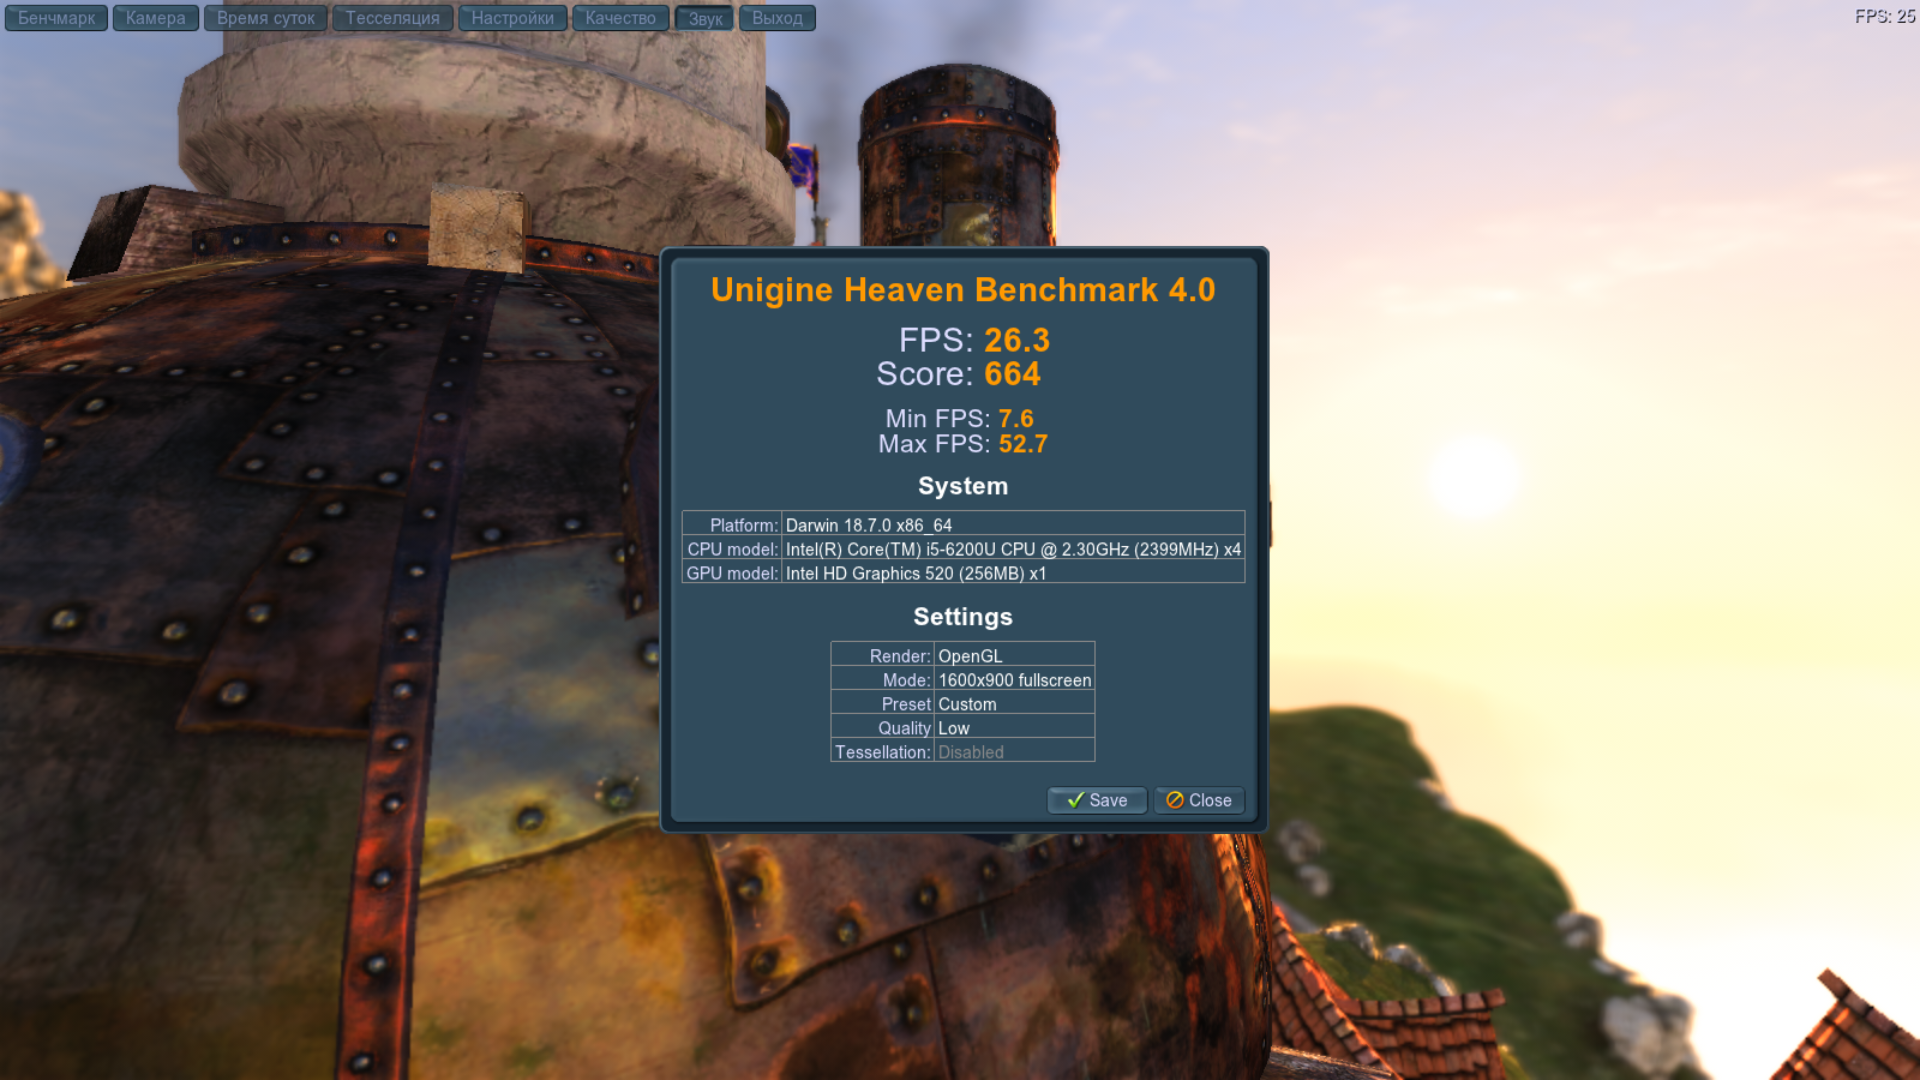 Бенчмарк Камера Время суток Тесселяция Настройки Качество Звук Выход FPS: 25
Unigine Heaven Benchmark 4.0
FPS: 26.3
Score: 664
Min FPS: 7.6
Max FPS: 52.7
System
Platform: Darwin 18.7.0 x86_64
CPU model: Intel(R) Core(TM) i5-6200U CPU @ 2.30GHz (2399MHz) x4
GPU model: Intel HD Graphics 520 (256MB) x1
Settings
Render: OpenGL
Mode: 1600x900 fullscreen
Preset Custom
Quality Low
Tessellation: Disabled
Save Close